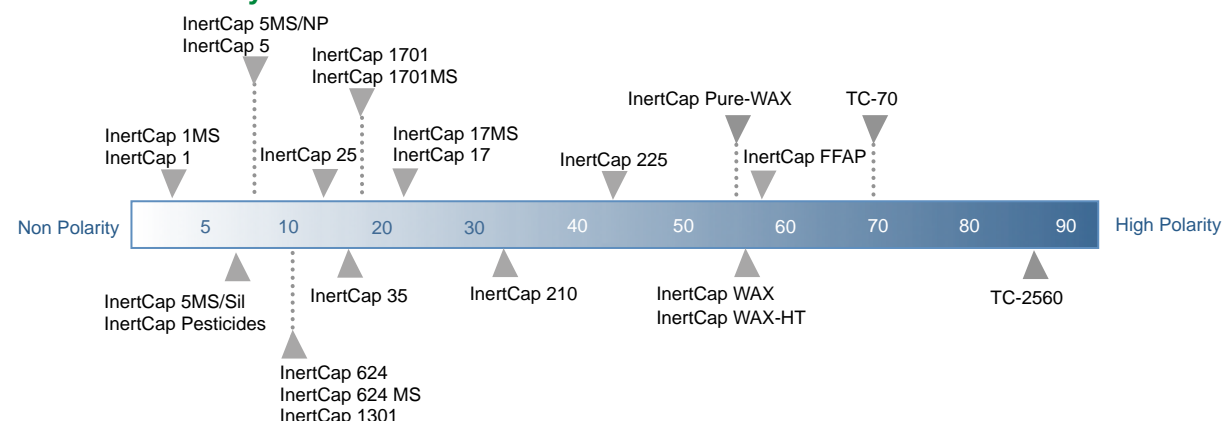 InertCap 5MS/NP
InertCap 5
InertCap 1701
InertCap 1701MS
InertCap Pure-WAX
TC-70
InertCap 1MS
InertCap 1
InertCap 25
InertCap 17MS
InertCap 17
InertCap 225
InertCap FFAP
Non Polarity
5
10
20
30
40
50
60
70
80
90
High Polarity
InertCap 5MS/Sil
InertCap Pesticides
InertCap 35
InertCap 210
InertCap WAX
InertCap WAX-HT
TC-2560
InertCap 624
InertCap 624 MS
InertCap 1301